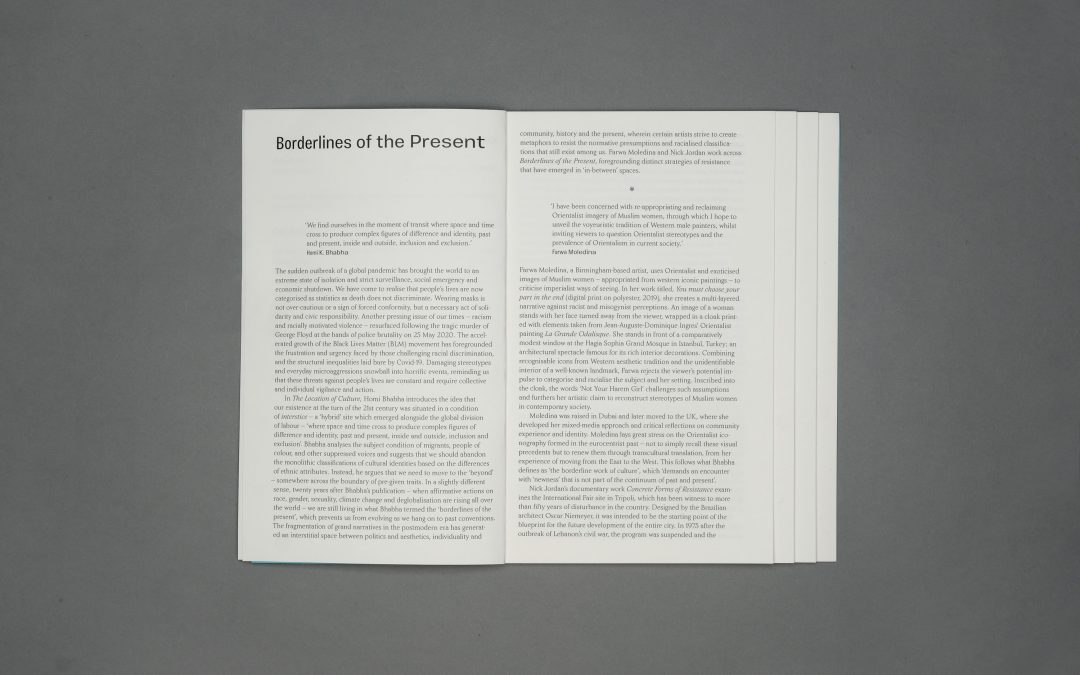 Borderlines of the Present
'We find ourselves in the moment of transit where space and time
cross to produce complex figures of difference and identity, past
and present, inside and outside, inclusion and exclusion.'
Homi K. Bhabha
The sudden outbreak of a global pandemic has brought the world to an
extreme state of isolation and strict surveillance, social emergency and
economic shutdown. We have come to realise that people's lives are now
categorised as statistics as death does not discriminate. Wearing masks is
not over-cautious or a sign of forced conformity, but a necessary act of soli-
darity and civic responsibility. Another pressing issue of our times – racism
and racially motivated violence – resurfaced following the tragic murder of
George Floyd at the hands of police brutality on 25 May 2020. The accel-
erated growth of the Black Lives Matter (BLM) movement has foregrounded
the frustration and urgency faced by those challenging racial discrimination,
and the structural inequalities laid bare by Covid-19. Damaging stereotypes
and everyday microaggressions snowball into horrific events, reminding us
that these threats against people's lives are constant and require collective
and individual vigilance and action.
In The Location of Culture, Homi Bhabha introduces the idea that
our existence at the turn of the 21st century was situated in a condition
of interstice – a 'hybrid' site which emerged alongside the global division
of labour – 'where space and time cross to produce complex figures of
difference and identity, past and present, inside and outside, inclusion and
exclusion'. Bhabha analyses the subject condition of migrants, people of
colour, and other suppressed voices and suggests that we should abandon
the monolithic classifications of cultural identities based on the differences
of ethnic attributes. Instead, he argues that we need to move to the 'beyond'
– somewhere across the boundary of pre-given traits. In a slightly different
sense, twenty years after Bhabha's publication – when affirmative actions on
race, gender, sexuality, climate change and deglobalisation are rising all over
the world – we are still living in what Bhabha termed the 'borderlines of the
present', which prevents us from evolving as we hang on to past conventions.
The fragmentation of grand narratives in the postmodern era has generat-
ed an interstitial space between politics and aesthetics, individuality and
community, history and the present, wherein certain artists strive to create
metaphors to resist the normative presumptions and racialised classifica-
tions that still exist among us. Farwa Moledina and Nick Jordan work across
Borderlines of the Present, foregrounding distinct strategies of resistance
that have emerged in 'in-between' spaces.
*
'I have been concerned with re-appropriating and reclaiming
Orientalist imagery of Muslim women, through which I hope to
unveil the voyeuristic tradition of Western male painters, whilst
inviting viewers to question Orientalist stereotypes and the
prevalence of Orientalism in current society.'
Farwa Moledina
Farwa Moledina, a Birmingham-based artist, uses Orientalist and exoticised
images of Muslim women – appropriated from western iconic paintings – to
criticise imperialist ways of seeing. In her work titled, You must choose your
part in the end (digital print on polyester, 2019), she creates a multi-layered
narrative against racist and misogynist perceptions. An image of a woman
stands with her face turned away from the viewer, wrapped in a cloak print-
ed with elements taken from Jean-Auguste-Dominique Ingres' Orientalist
painting La Grande Odalisque. She stands in front of a comparatively
modest window at the Hagia Sophia Grand Mosque in Istanbul, Turkey; an
architectural spectacle famous for its rich interior decorations. Combining
recognisable icons from Western aesthetic tradition and the unidentifiable
interior of a well-known landmark, Farwa rejects the viewer's potential im-
pulse to categorise and racialise the subject and her setting. Inscribed into
the cloak, the words 'Not Your Harem Girl' challenges such assumptions
and furthers her artistic claim to reconstruct stereotypes of Muslim women
in contemporary society.
Moledina was raised in Dubai and later moved to the UK, where she
developed her mixed-media approach and critical reflections on community
experience and identity. Moledina lays great stress on the Orientalist ico-
nography formed in the eurocentrist past – not to simply recall these visual
precedents but to renew them through transcultural translation, from her
experience of moving from the East to the West. This follows what Bhabha
defines as 'the borderline work of culture', which 'demands an encounter
with 'newness' that is not part of the continuum of past and present'.
Nick Jordan's documentary work Concrete Forms of Resistance exam-
ines the International Fair site in Tripoli, which has been witness to more
than fifty years of disturbance in the country. Designed by the Brazilian
architect Oscar Niemeyer, it was intended to be the starting point of the
blueprint for the future development of the entire city. In 1975 after the
outbreak of Lebanon's civil war, the program was suspended and the